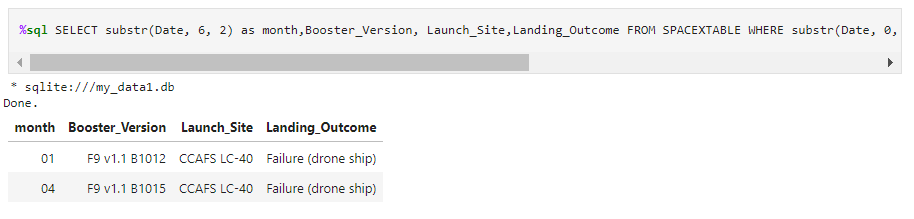 %sql SELECT substr(Date, 6, 2) as month,Booster_Version, Launch_Site,Landing_Outcome FROM SPACEXTABLE WHERE substr(Date, 0,
* sqlite:///my_data1.db
Done.
month Booster_Version Launch_Site Landing_Outcome
01 F9 v1.1 B1012 CCAFS LC-40 Failure (drone ship)
04 F9 v1.1 B1015 CCAFS LC-40 Failure (drone ship)